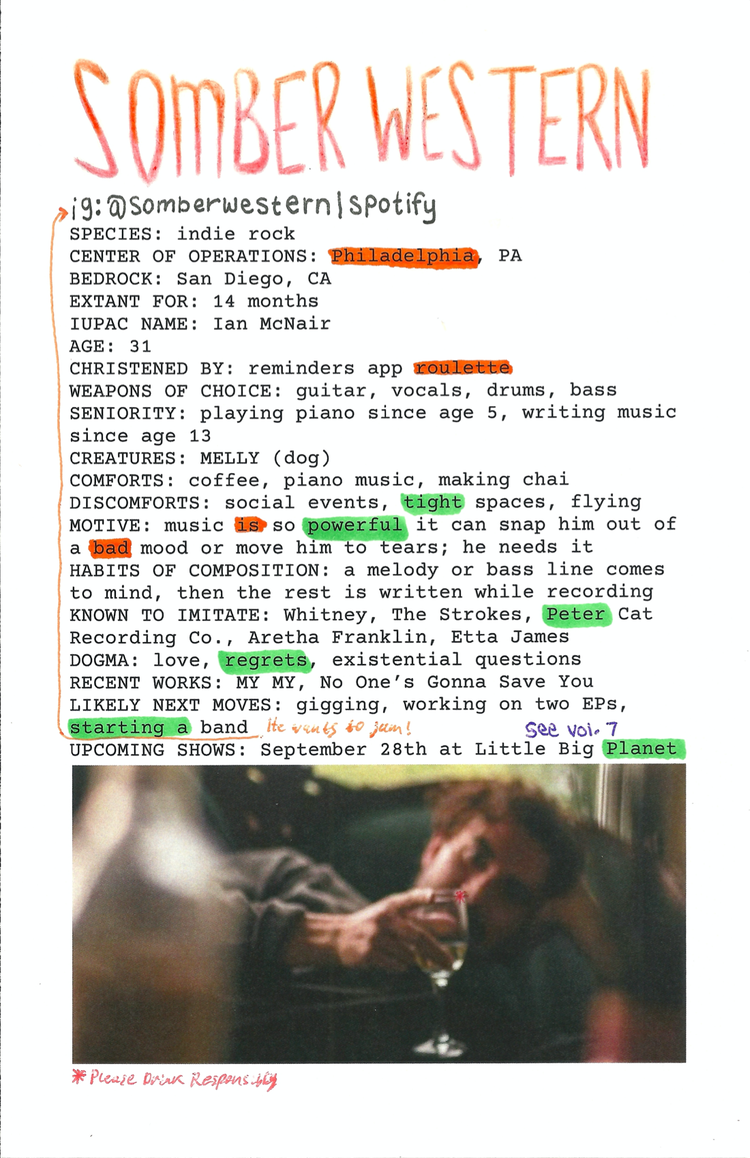 SOMBER WESTERN
ig:@somberwestern|spotify
SPECIES: indie rock
CENTER OF OPERATIONS: Philadelphia, PA
BEDROCK: San Diego, CA
EXTANT FOR: 14 months
IUPAC NAME: Ian McNair
AGE: 31
CHRISTENED BY: reminders app roulette
WEAPONS OF CHOICE: guitar, vocals, drums, bass
SENIORITY: playing piano since age 5, writing music
since age 13
CREATURES: MELLY (dog)
COMFORTS: coffee, piano music, making chai
DISCOMFORTS: social events, tight spaces, flying
MOTIVE: music is so powerful it can snap him out of
a bad mood or move him to tears; he needs it
HABITS OF COMPOSITION: a melody or bass line comes
to mind, then the rest is written while recording
KNOWN TO IMITATE: Whitney, The Strokes, Peter Cat
Recording Co., Aretha Franklin, Etta James
DOGMA: love, regrets, existential questions
RECENT WORKS: MY MY, No One's Gonna Save You
LIKELY NEXT MOVES: gigging, working on two EPs,
starting a band He wants to jam! See vol. 7
UPCOMING SHOWS: September 28th at Little Big Planet
*
*Please Drink Responsibly